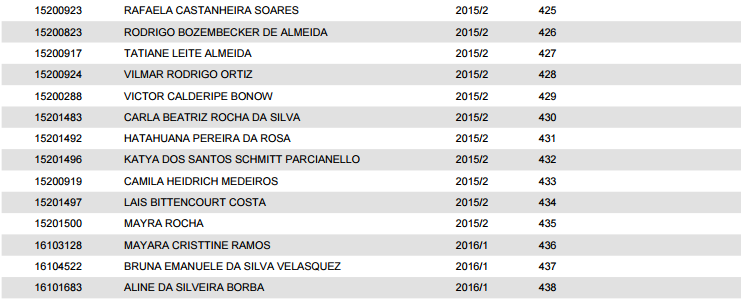 15200923 RAFAELA CASTANHEIRA SOARES 2015/2 425
15200823 RODRIGO BOZEMBECKER DE ALMEIDA 2015/2 426
15200917 TATIANE LEITE ALMEIDA 2015/2 427
15200924 VILMAR RODRIGO ORTIZ 2015/2 428
15200288 VICTOR CALDERIPE BONOW 2015/2 429
15201483 CARLA BEATRIZ ROCHA DA SILVA 2015/2 430
15201492 HATAHUANA PEREIRA DA ROSA 2015/2 431
15201496 KATYA DOS SANTOS SCHMITT PARCIANELLO 2015/2 432
15200919 CAMILA HEIDRICH MEDEIROS 2015/2 433
15201497 LAIS BITTENCOURT COSTA 2015/2 434
15201500 MAYRA ROCHA 2015/2 435
16103128 MAYARA CRISTTINE RAMOS 2016/1 436
16104522 BRUNA EMANUELE DA SILVA VELASQUEZ 2016/1 437
16101683 ALINE DA SILVEIRA BORBA 2016/1 438